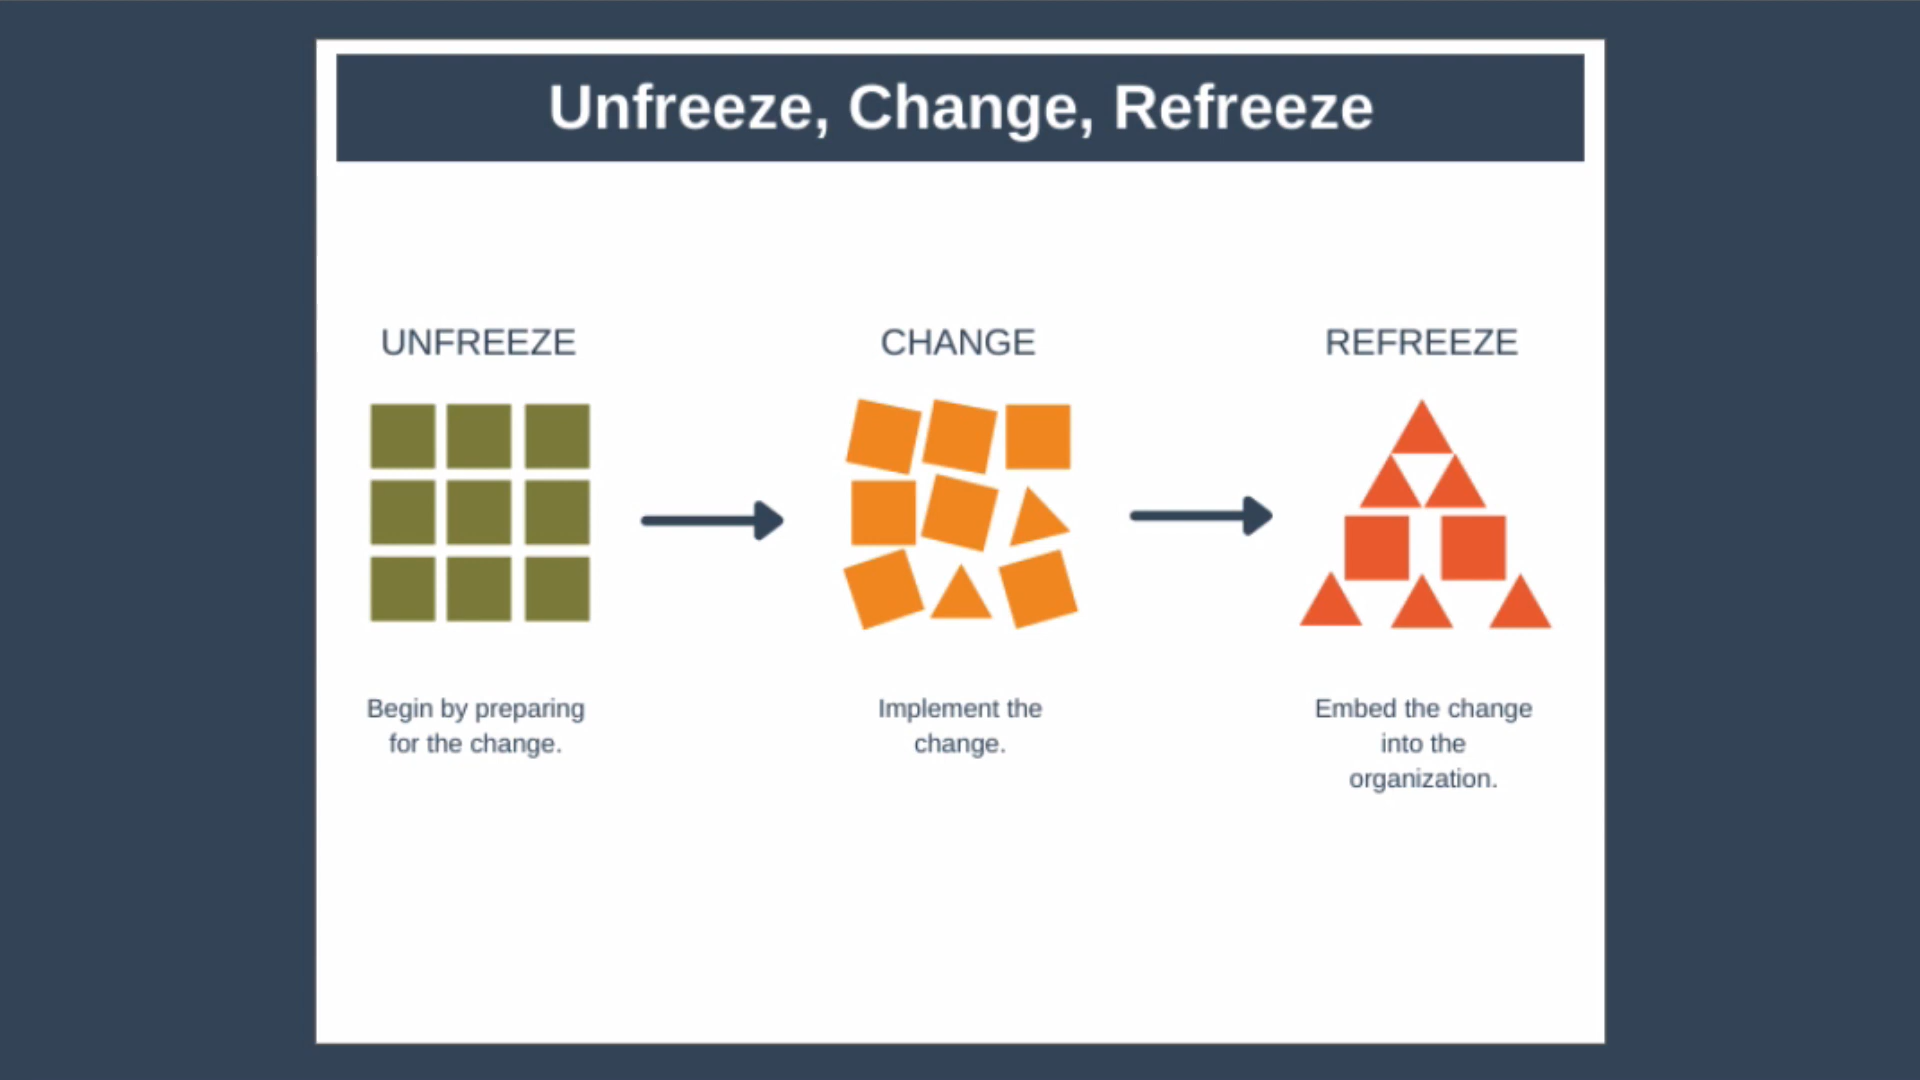 Unfreeze, Change, Refreeze
UNFREEZE
Begin by preparing
for the change.
CHANGE
Implement the
change.
REFREEZE
Embed the change
into the
organization.